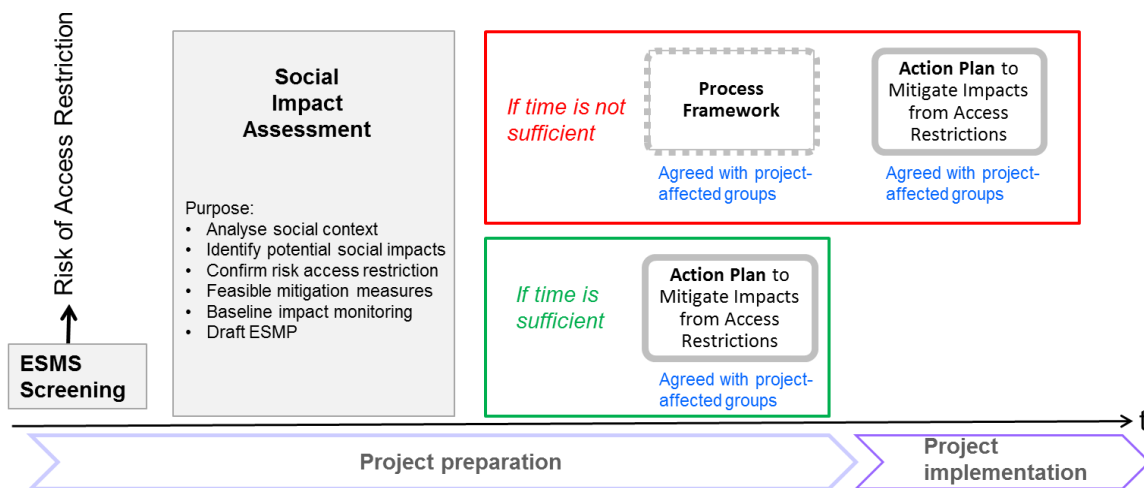 Risk of Access Restriction
ESMS
Screening
Social
Impact
Assessment
Purpose:
• Analyse social context
• Identify potential social impacts
• Confirm risk access restriction
• Feasible mitigation measures
• Baseline impact monitoring
• Draft ESMP
If time is not
sufficient
Process
Framework
Agreed with project-
affected groups
Action Plan to
Mitigate Impacts
from Access
Restrictions
Agreed with project-
affected groups
If time is
sufficient
Action Plan to
Mitigate Impacts
from Access
Restrictions
Agreed with project-
affected groups
t
Project preparation
Project
implementation